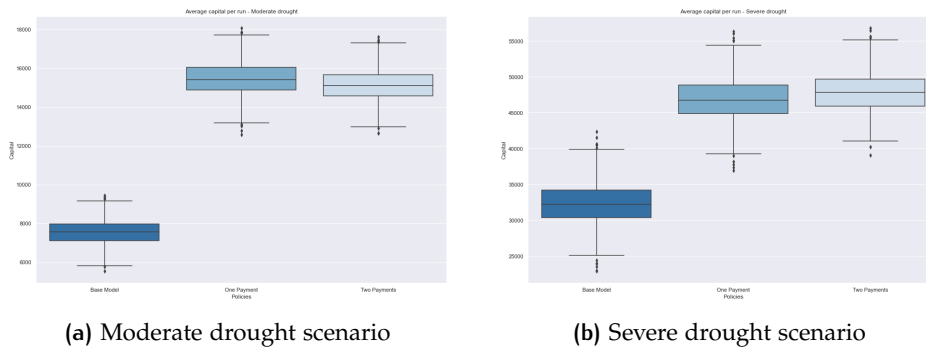 Average capital per run - Moderate drought
18000
16000
14000
12000
10000
8000
6000
Capital
Base Model
One Payment
Two Payments
Policies
(a) Moderate drought scenario
Average capital per run - Severe drought
55000
50000
45000
40000
35000
30000
25000
Capital
Base Model
One Payment
Two Payments
Policies
(b) Severe drought scenario